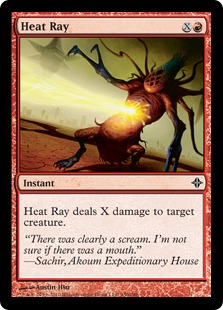 Heat Ray XR
Instant
Heat Ray deals X damage to target
creature.
"There was clearly a scream. I'm not
sure if there was a mouth."
—Sachir, Akoum Expeditionary House
Austin Hsu